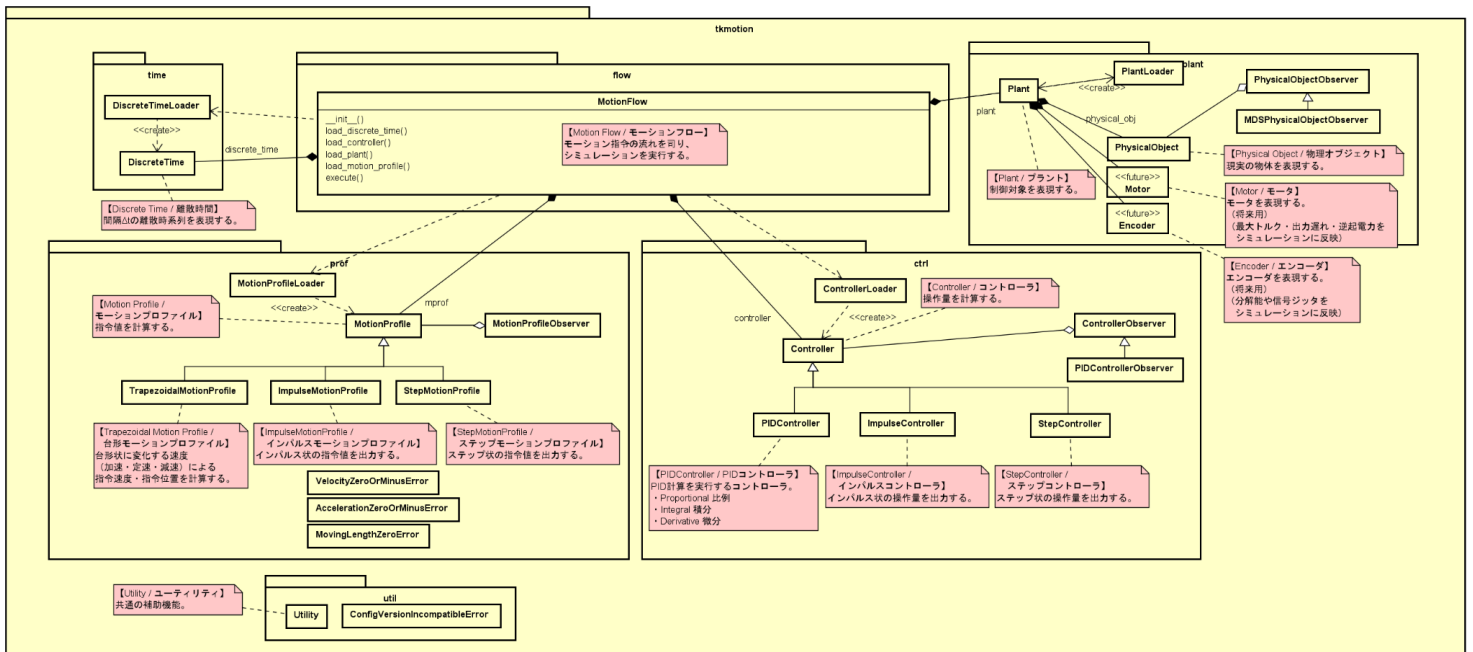 tkmotion
time
DiscreteTimeLoader
<<create>>
DiscreteTime
discrete_time
【Discrete Time / 離散時間】
間隔Δtの離散時系列を表現する。
flow
MotionFlow
__init__()
load_discrete_time()
load_controller()
load_plant()
load_motion_profile()
execute()
【Motion Flow / モーションフロー】
モーション指令の流れを司り、
シミュレーションを実行する。
plant
Plant
plant
PlantLoader
<<create>>
physical_obj
PhysicalObjectObserver
MDSPhysicalObjectObserver
PhysicalObject
【Physical Object / 物理オブジェクト】
現実の物体を表現する。
【Plant / プラント】
制御対象を表現する。
<<future>>
Motor
【Motor / モータ】
モータを表現する。
（将来用）
（最大トルク・出力遅れ・逆起電力を
シミュレーションに反映）
<<future>>
Encoder
【Encoder / エンコーダ】
エンコーダを表現する。
（将来用）
（分解能や信号ジッタを
シミュレーションに反映）
prof
MotionProfileLoader
<<create>>
mprof
【Motion Profile /
モーションプロファイル】
指令値を計算する。
MotionProfile
MotionProfileObserver
TrapezoidalMotionProfile
ImpulseMotionProfile
StepMotionProfile
【Trapezoidal Motion Profile /
台形モーションプロファイル】
台形状に変化する速度
（加速・定速・減速）による
指令速度・指令位置を計算する。
【ImpulseMotionProfile /
インパルスモーションプロファイル】
インパルス状の指令値を出力する。
【StepMotionProfile /
ステップモーションプロファイル】
ステップ状の指令値を出力する。
VelocityZeroOrMinusError
AccelerationZeroOrMinusError
MovingLengthZeroError
ctrl
ControllerLoader
<<create>>
controller
【Controller / コントローラ】
操作量を計算する。
Controller
ControllerObserver
PIDControllerObserver
PIDController
ImpulseController
StepController
【PIDController / PIDコントローラ】
PID計算を実行するコントローラ。
・Proportional 比例
・Integral 積分
・Derivative 微分
【ImpulseController /
インパルスコントローラ】
インパルス状の操作量を出力する。
【StepController /
ステップコントローラ】
ステップ状の操作量を出力する。
【Utility / ユーティリティ】
共通の補助機能。
util
Utility
ConfigVersionIncompatibleError